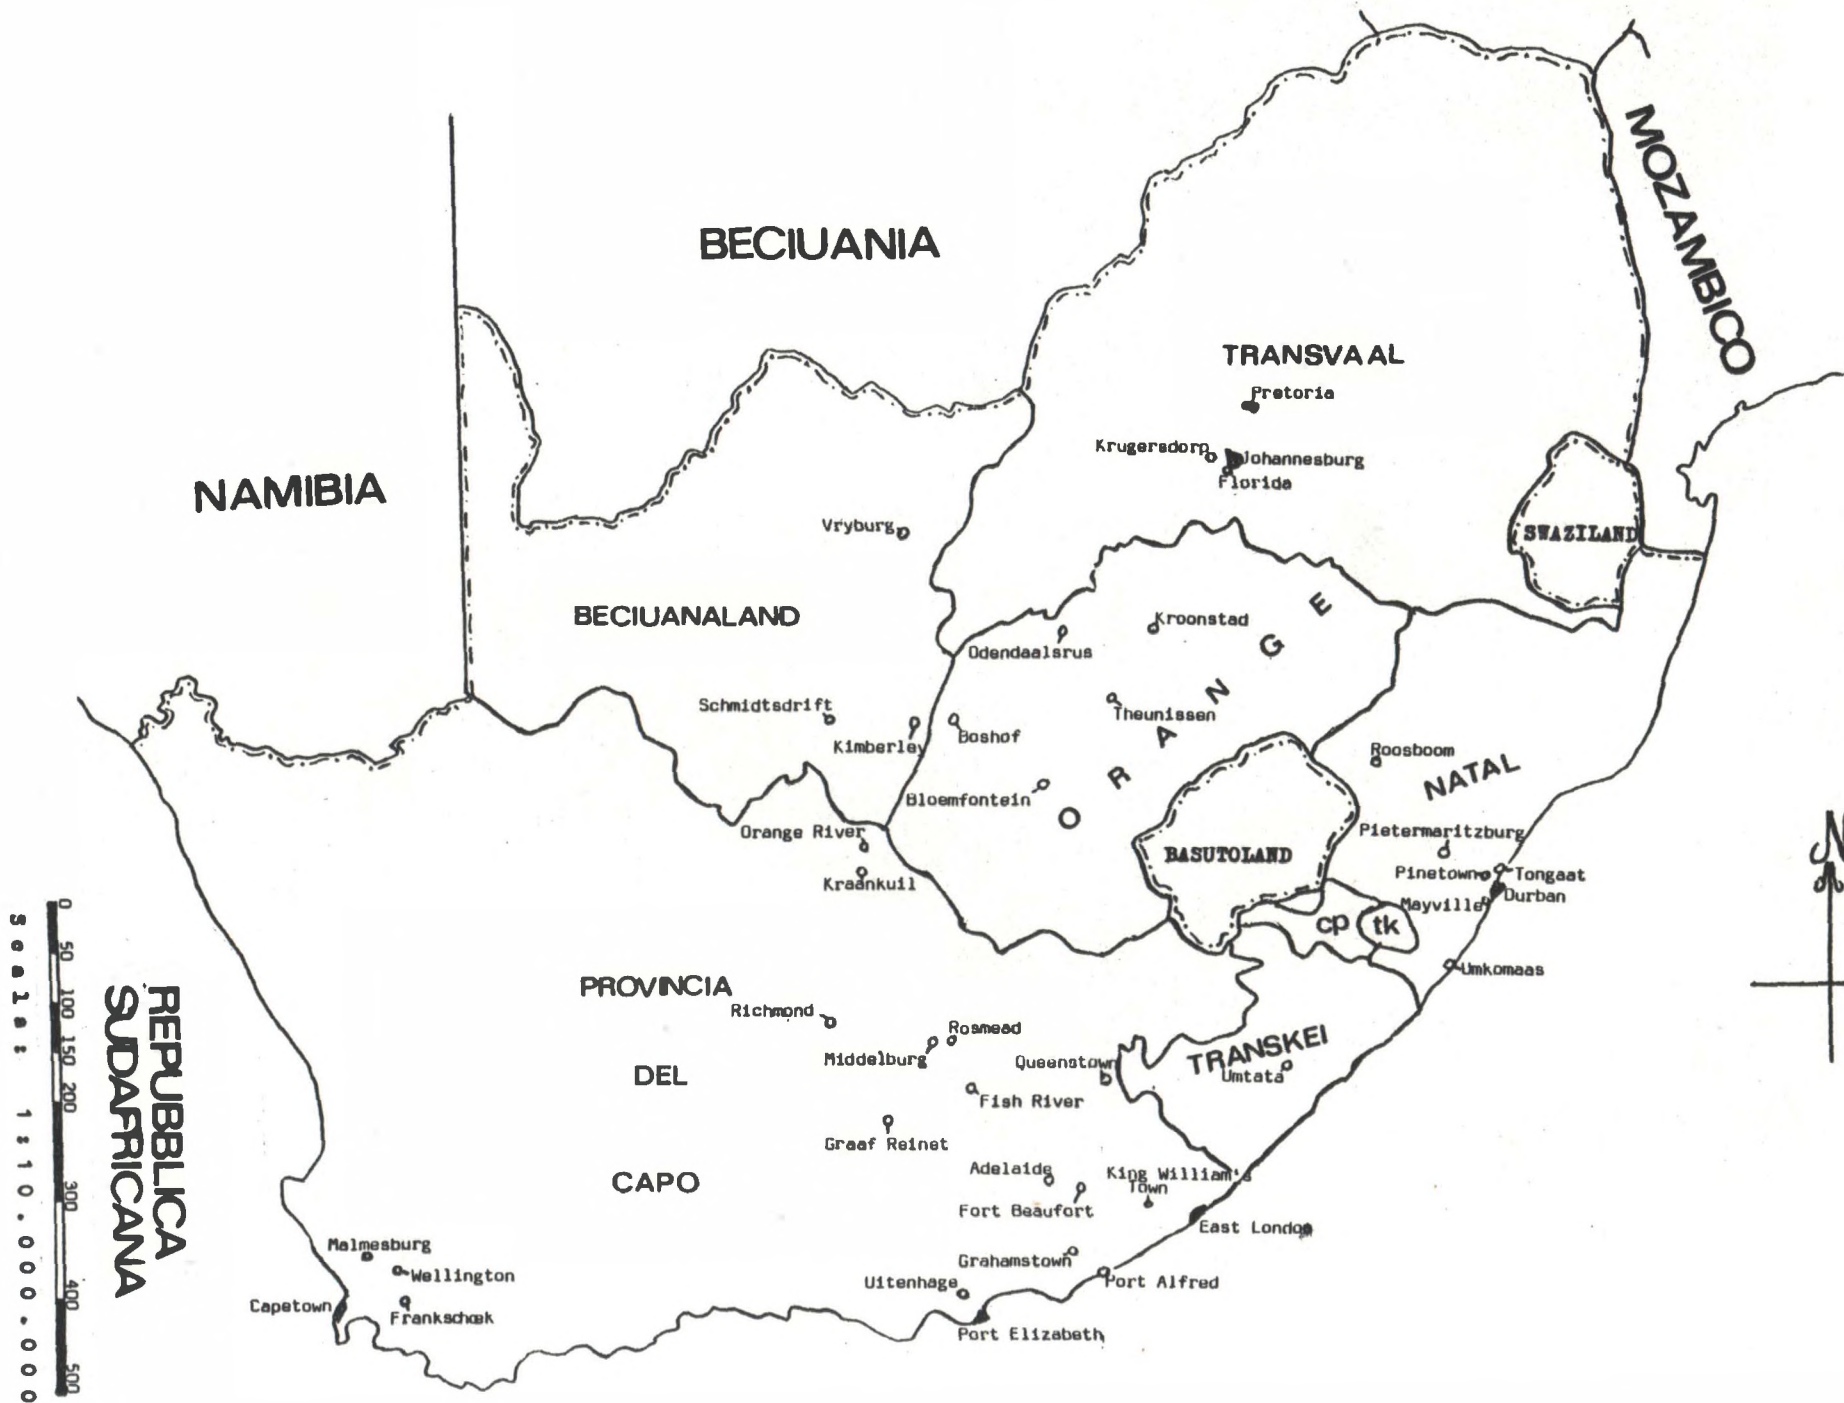 MOZAMBICO
BECIUANIA
TRANSVAAL
Pretoria
Krugersdorp
Johannesburg
Florida
NAMIBIA
Vryburg
SWAZILAND
BECIUANALAND
Kroonstad
Odendaalsrus
ORANGE
Schmidtsdrift
Theunissen
Kimberley
Boshof
Roosboom
NATAL
Bloemfontein
Orange River
Pietermaritzburg
N
BASUTOLAND
Kraankuil
Pinetown
Tongaat
Durban
Mayville
cp
tk
Umkomaas
PROVINCIA
Richmond
Rosmead
Middelburg
Queenstown
TRANSKEI
Umtata
DEL
Fish River
Graaf Reinet
Adelaide
King William's
Town
CAPO
Fort Beaufort
East London
Malmesburg
Grahamstown
Wellington
Uitenhage
Port Alfred
Capetown
Frankschoek
Port Elizabeth
REPUBBLICA
SUDAFRICANA
0 50 100 150 200 300 400 500
Scala: 1:10.000.000